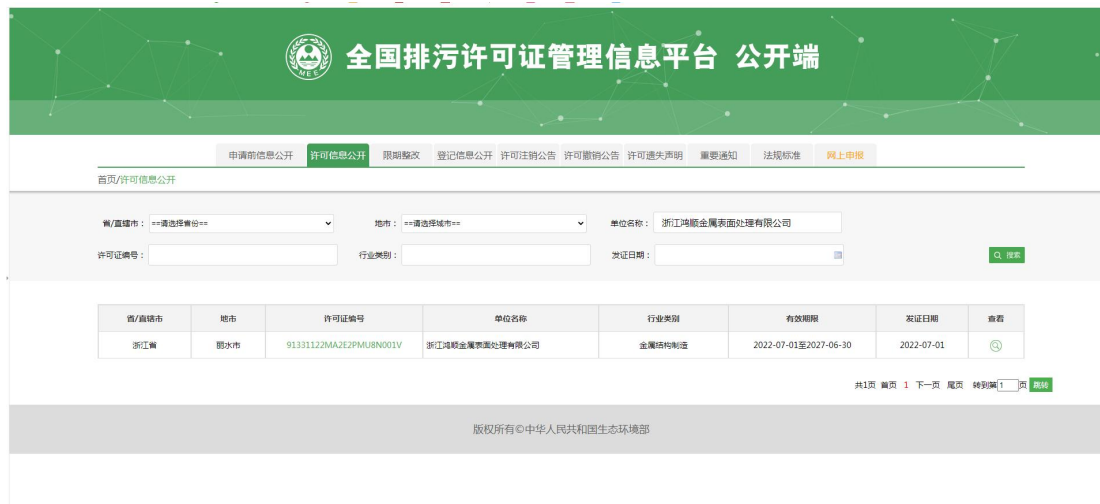 MEE
全国排污许可证管理信息平台 公开端
申请前信息公开 许可信息公开 限期整改 登记信息公开 许可注销公告 许可撤销公告 许可遗失声明 重要通知 法规标准 网上申报
首页/许可信息公开
省/直辖市： ==请选择省份== 地市： ==请选择城市== 单位名称： 浙江鸿顺金属表面处理有限公司
许可证编号： 行业类别： 发证日期： 搜索
省/直辖市 地市 许可证编号 单位名称 行业类别 有效期限 发证日期 查看
浙江省 丽水市 91331122MA2E2PMU8N001V 浙江鸿顺金属表面处理有限公司 金属结构制造 2022-07-01至2027-06-30 2022-07-01
共1页 首页 1 下一页 尾页 转到第 1 页 跳转
版权所有©中华人民共和国生态环境部